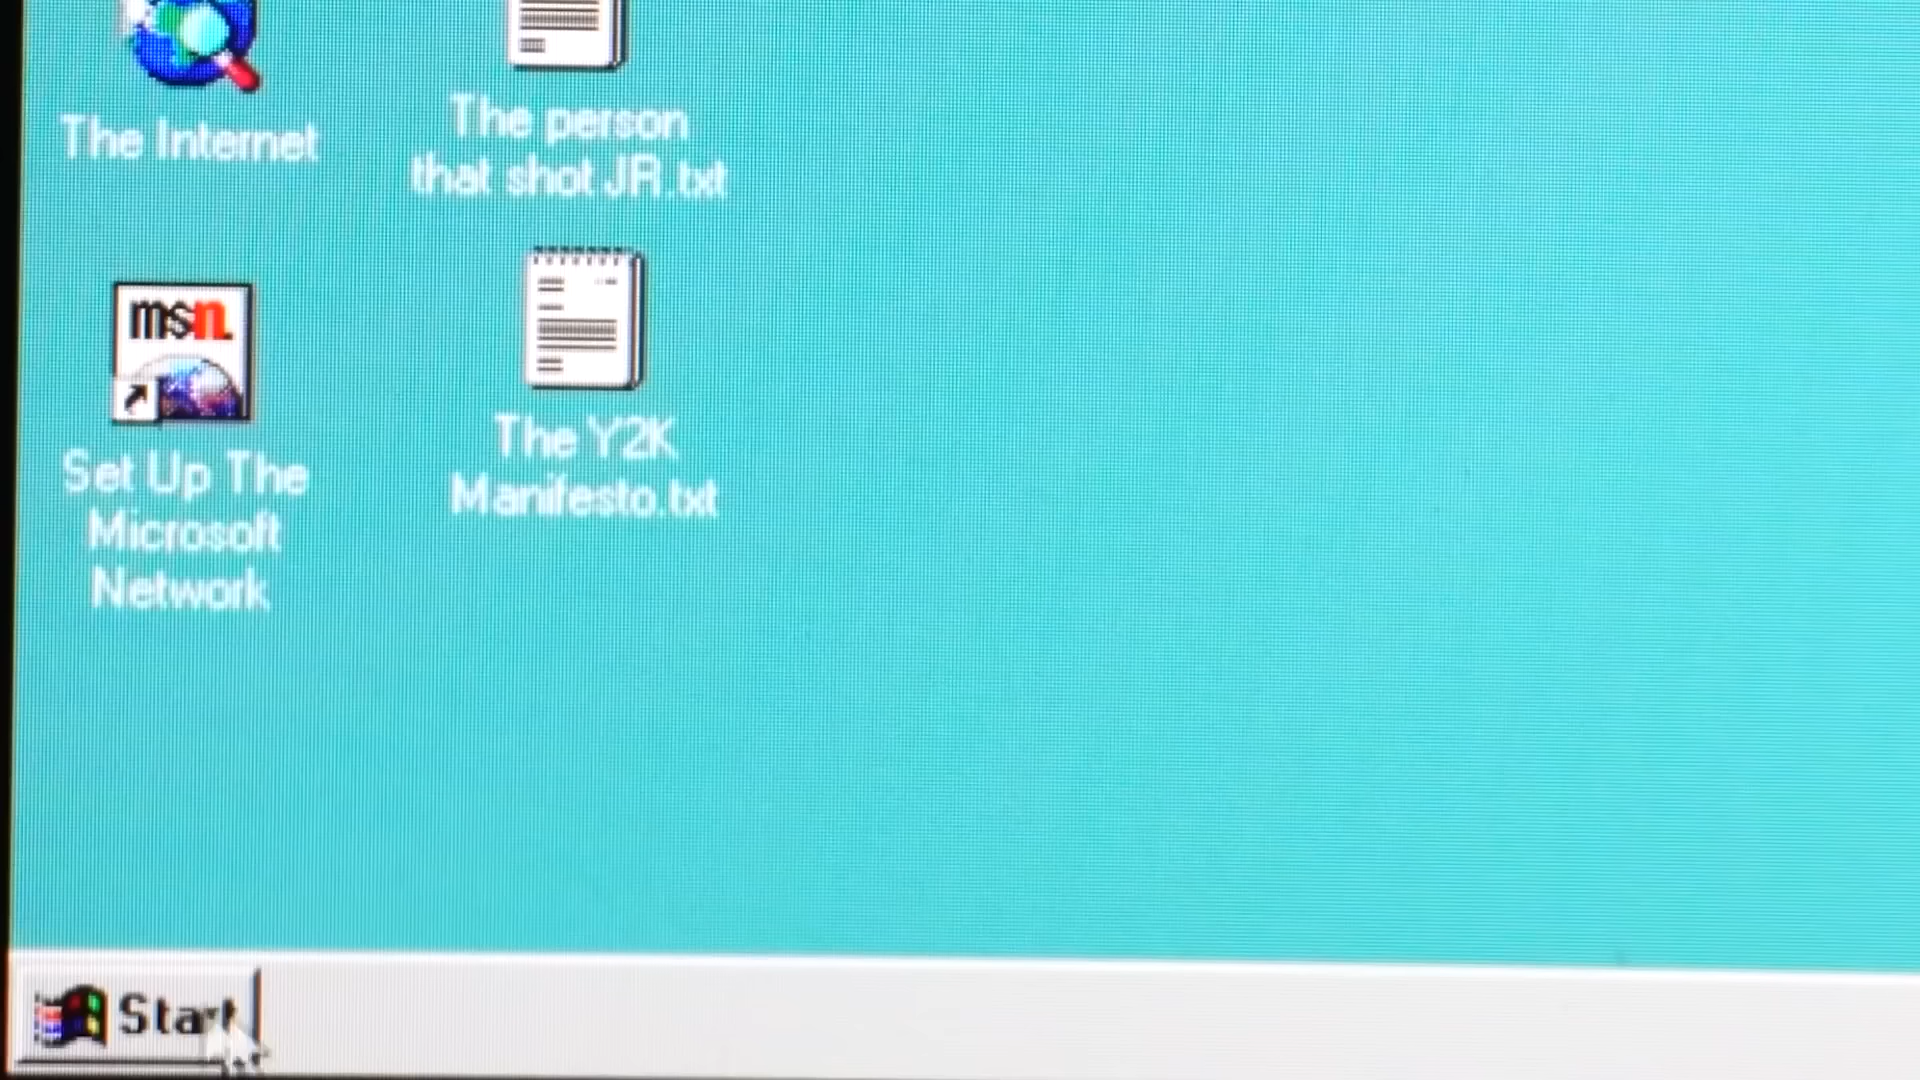 The Internet
The person
that shot JR.txt
msn.
Set Up The
Microsoft
Network
The Y2K
Manifesto.txt
Start